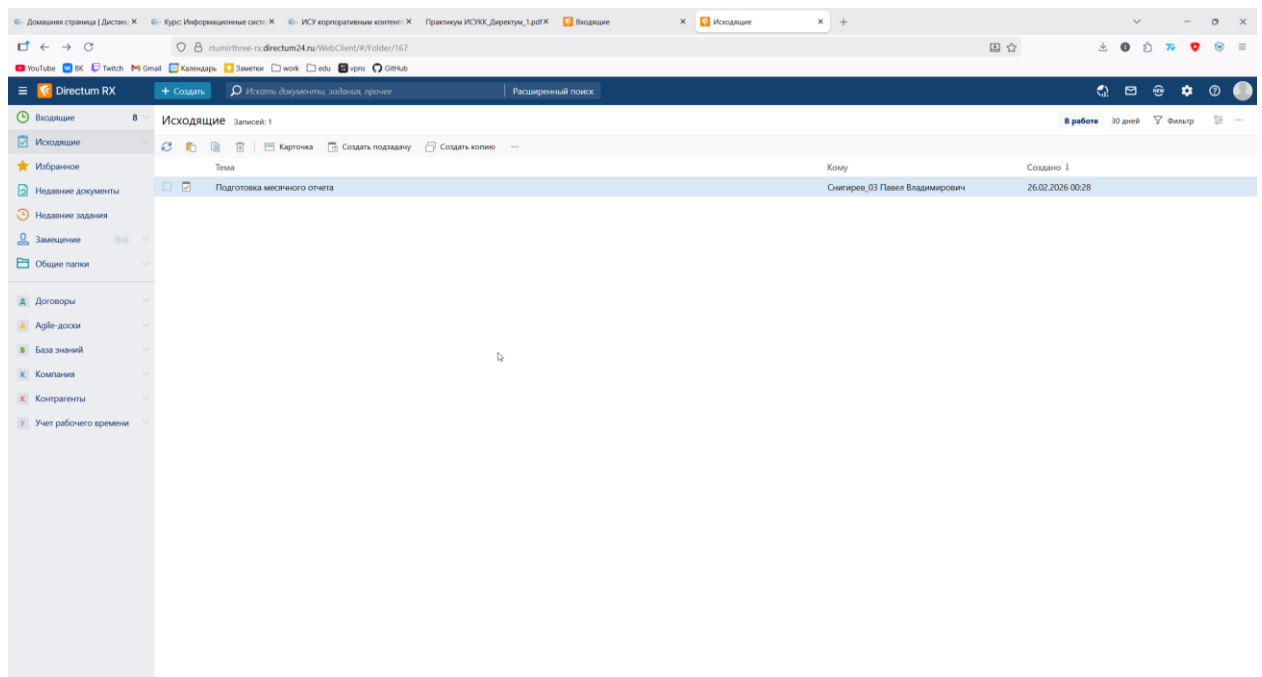 Домашняя страница | Дистанц
Курс: Информационные систе
ИСУ корпоративным контенто
Практикум ИСУКК_Директум_1.pdf
Входящие
Исходящие
rtumirthree-rx.directum24.ru/WebClient/#/Folder/167
YouTube ВК Twitch Gmail Календарь Заметки work edu vpns GitHub
Directum RX
+ Создать
Искать документы, задания, прочее
Расширенный поиск
Входящие 8
Исходящие
Избранное
Недавние документы
Недавние задания
Замещение Все
Общие папки
Д Договоры
A Agile-доски
Б База знаний
К Компания
К Контрагенты
У Учет рабочего времени
Исходящие Записей: 1
В работе 30 дней Фильтр
Карточка Создать подзадачу Создать копию
Тема Кому Создано
Подготовка месячного отчета Снигирев_03 Павел Владимирович 26.02.2026 00:28